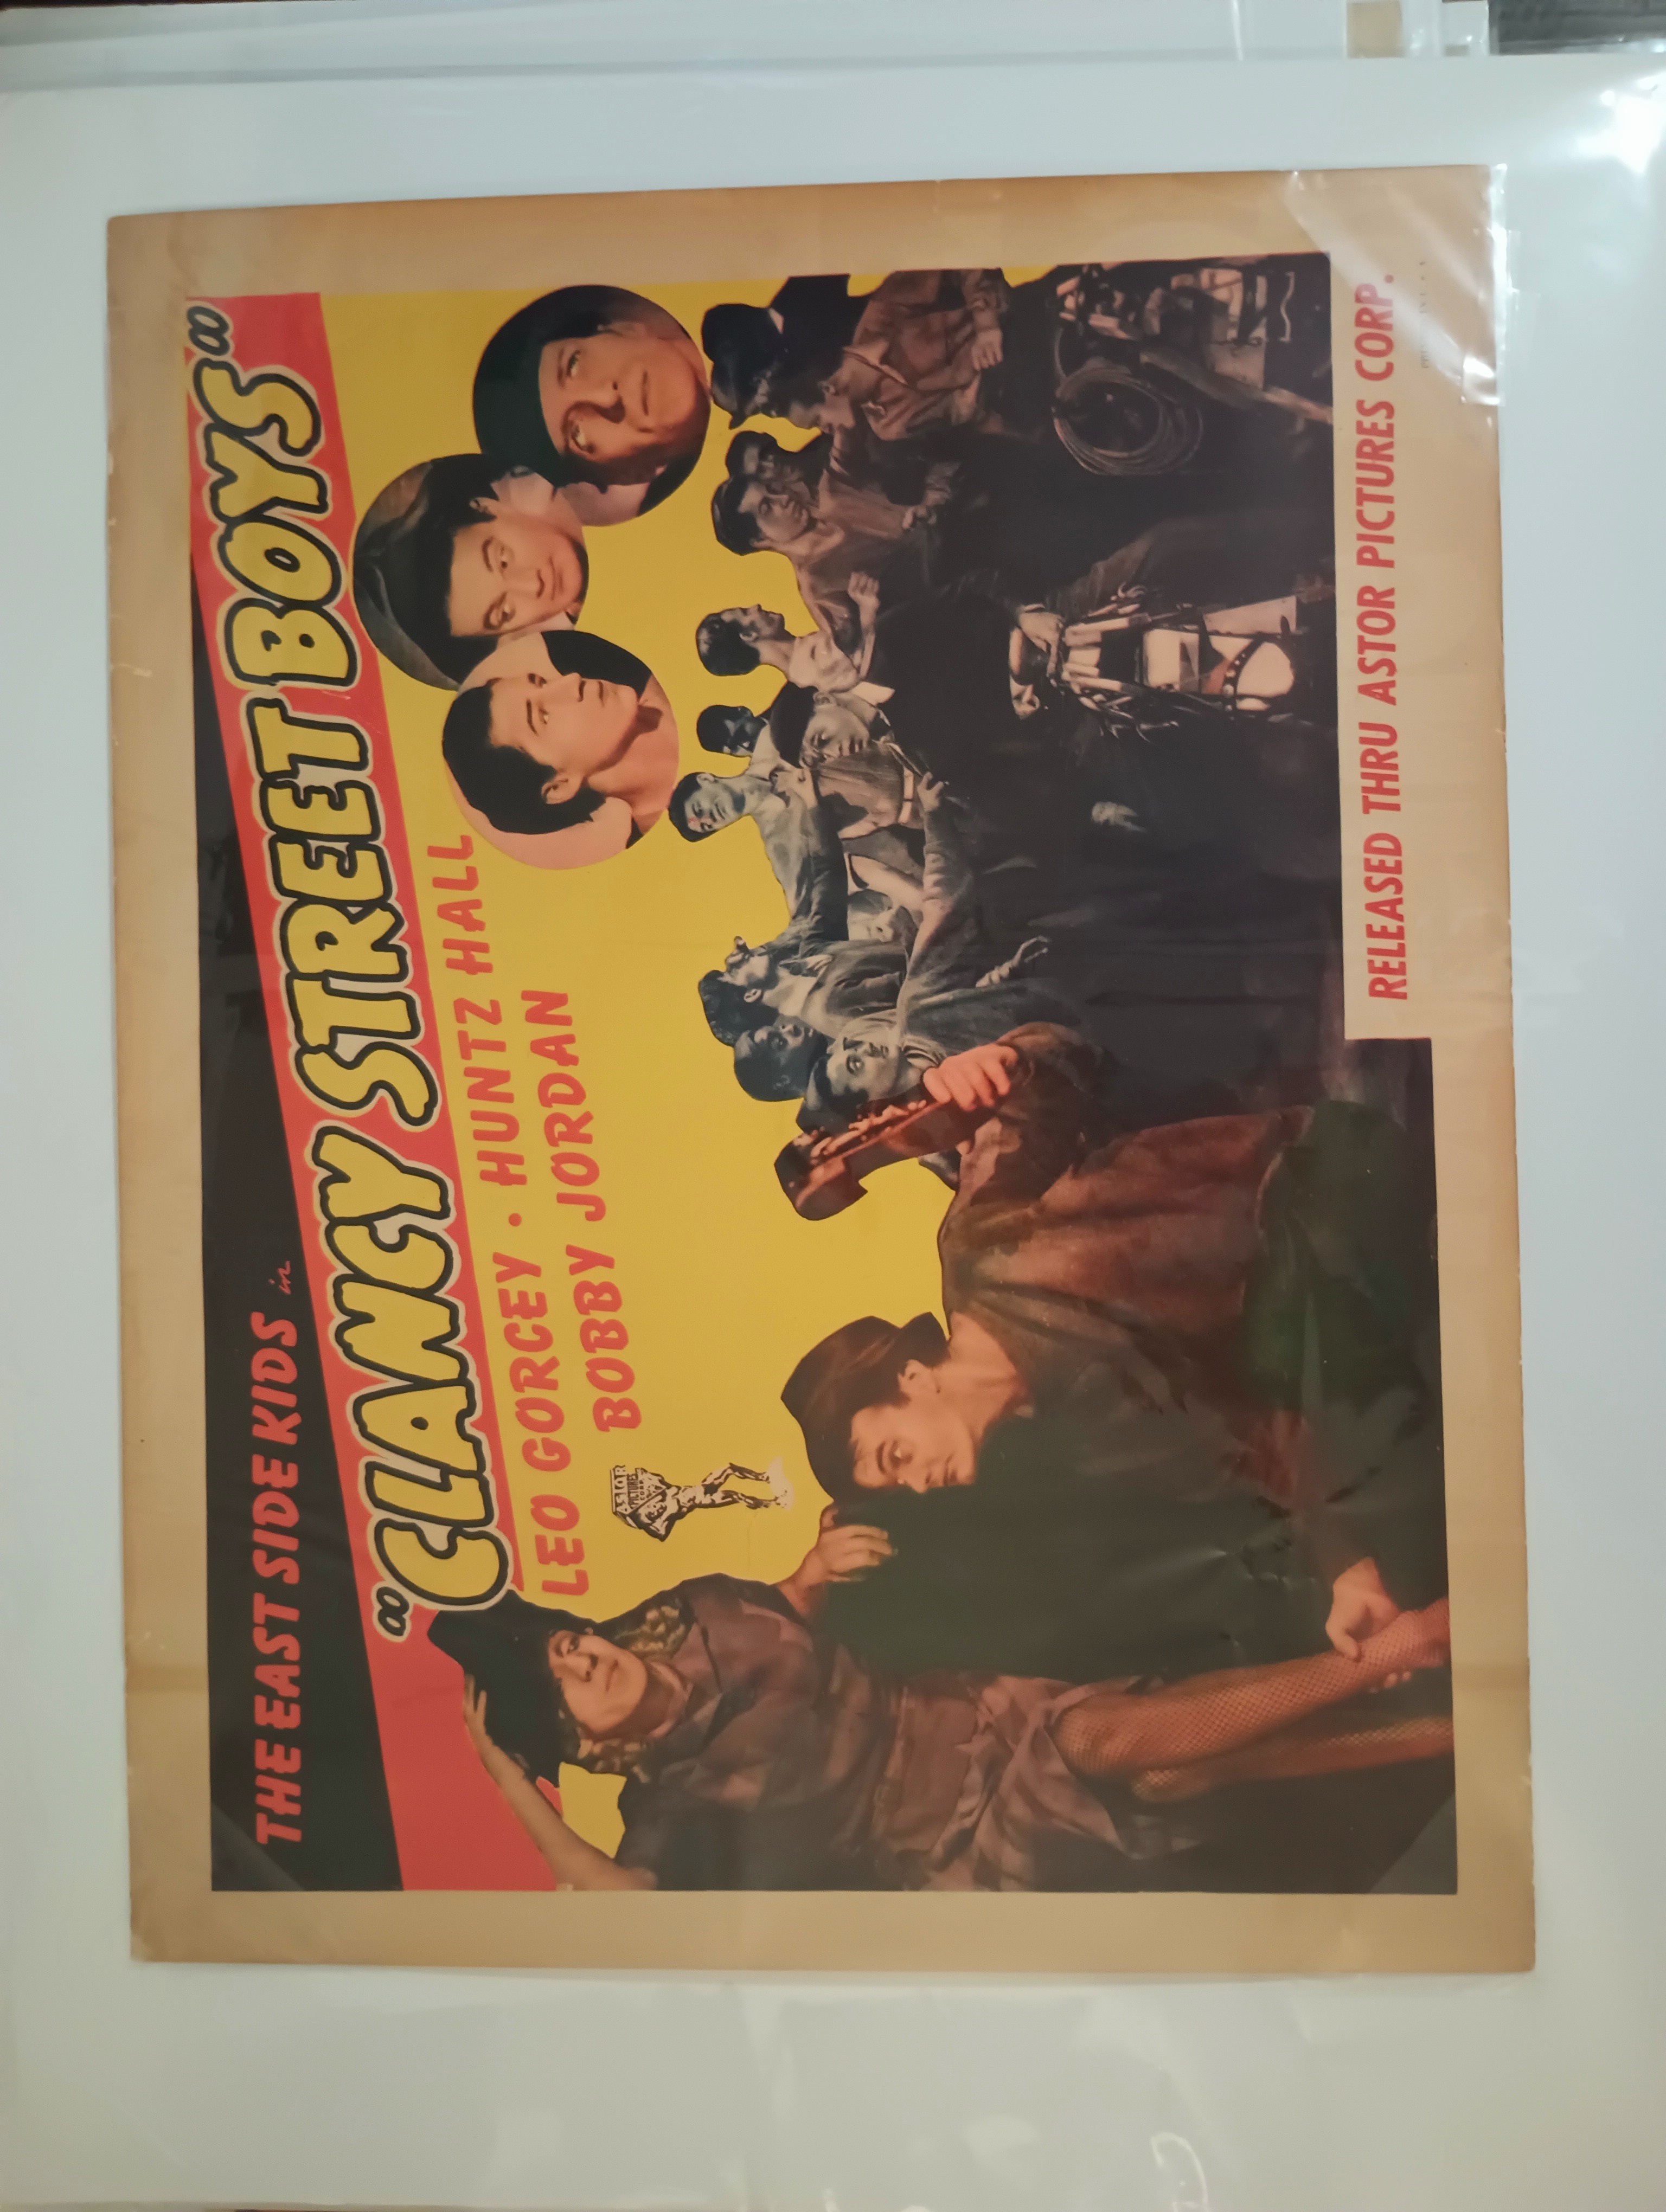 THE EAST SIDE KIDS in
"CLANCY STREET BOYS"
LEO GORCEY · HUNTZ HALL
BOBBY JORDAN
ASTOR
RELEASED THRU ASTOR PICTURES CORP.